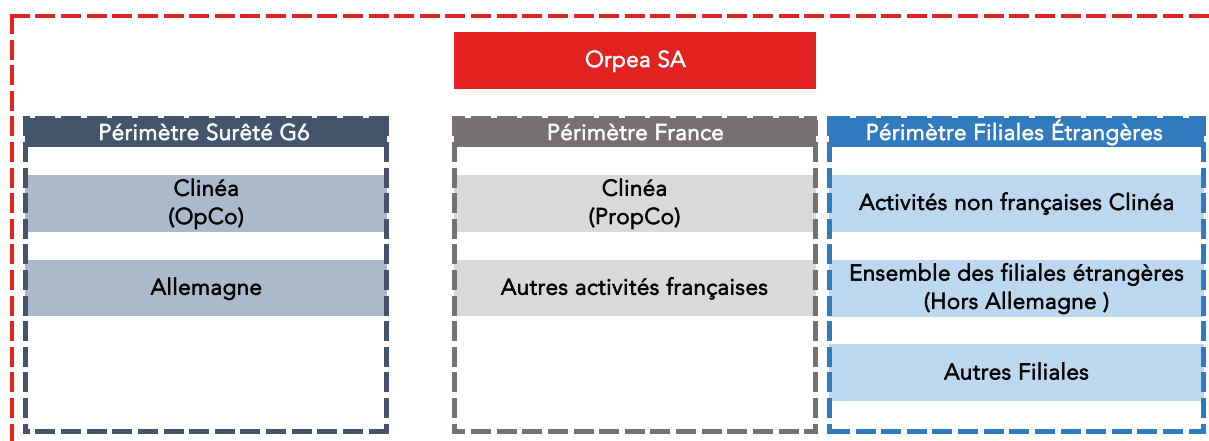 Orpea SA
Périmètre Surêté G6
Clinéa
(OpCo)
Allemagne
Périmètre France
Clinéa
(PropCo)
Autres activités françaises
Périmètre Filiales Étrangères
Activités non françaises Clinéa
Ensemble des filiales étrangères
(Hors Allemagne )
Autres Filiales